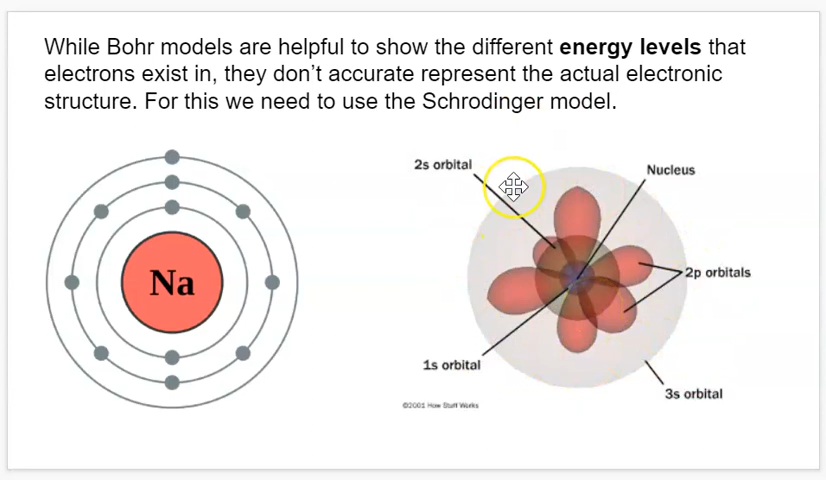 While Bohr models are helpful to show the different energy levels that
electrons exist in, they don't accurate represent the actual electronic
structure. For this we need to use the Schrodinger model.
2s orbital
Nucleus
Na
2p orbitals
1s orbital
3s orbital
©2001 How Stuff Works